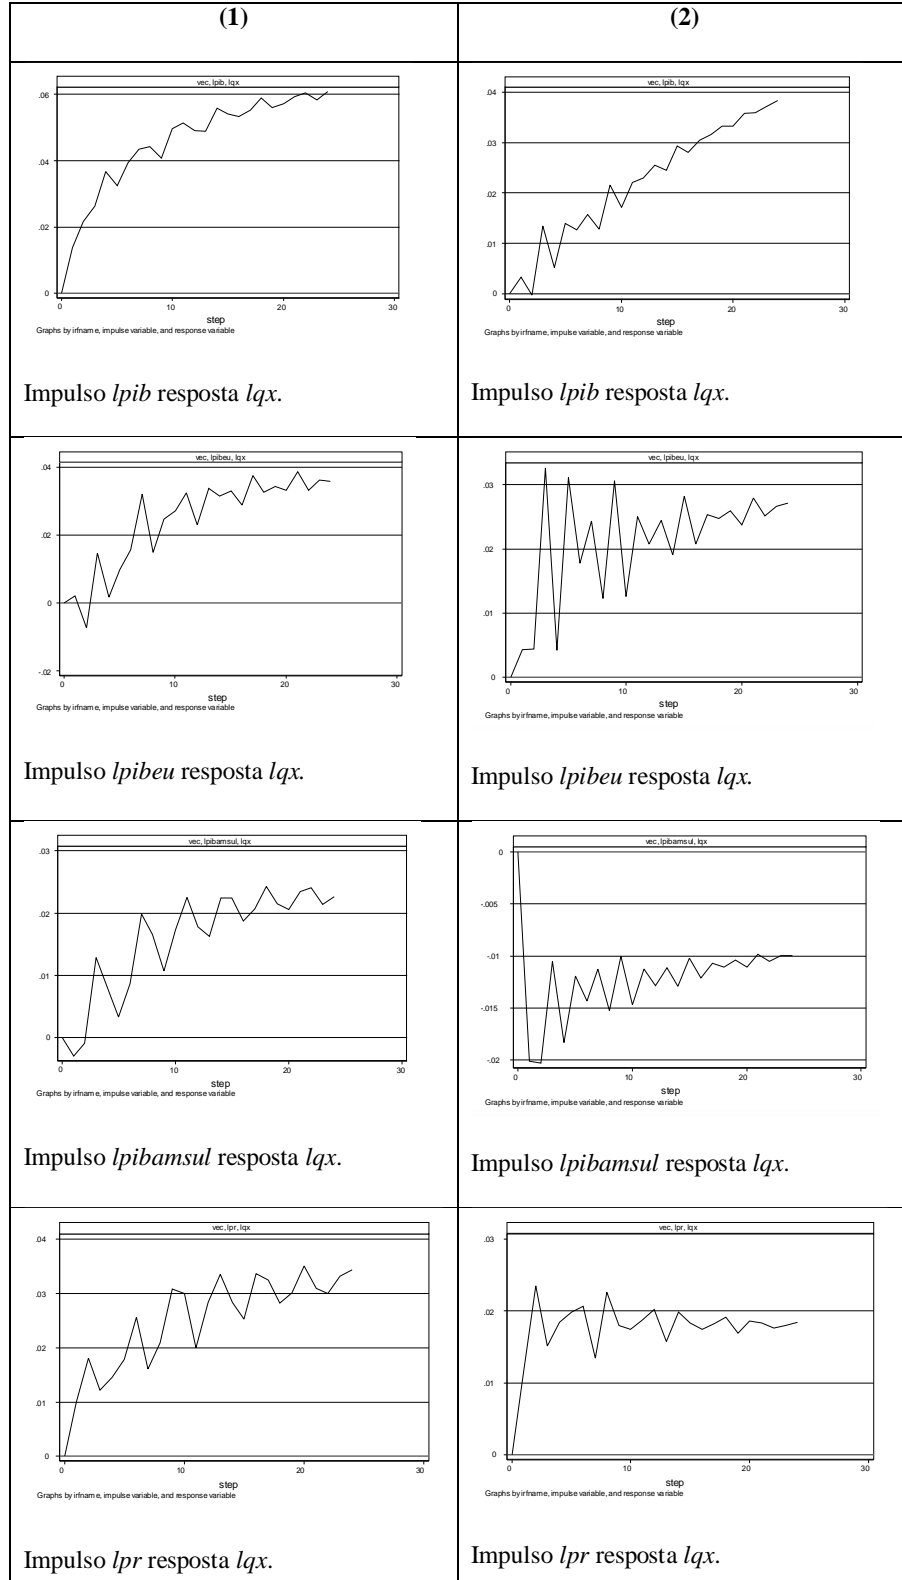 (1)
(2)
vec, lpib, lqx
.06
.04
.02
0
0
10
20
30
step
Graphs by irfname, impulse variable, and response variable
Impulso lpib resposta lqx.
vec, lpib, lqx
.04
.03
.02
.01
0
0
10
20
30
step
Graphs by irfname, impulse variable, and response variable
Impulso lpib resposta lqx.
vec, lpibeu, lqx
.04
.02
0
-.02
0
10
20
30
step
Graphs by irfname, impulse variable, and response variable
Impulso lpibeu resposta lqx.
vec, lpibeu, lqx
.03
.02
.01
0
0
10
20
30
step
Graphs by irfname, impulse variable, and response variable
Impulso lpibeu resposta lqx.
vec, lpibamsul, lqx
.03
.02
.01
0
0
10
20
30
step
Graphs by irfname, impulse variable, and response variable
Impulso lpibamsul resposta lqx.
vec, lpibamsul, lqx
0
-.005
-.01
-.015
-.02
0
10
20
30
step
Graphs by irfname, impulse variable, and response variable
Impulso lpibamsul resposta lqx.
vec, lpr, lqx
.04
.03
.02
.01
0
0
10
20
30
step
Graphs by irfname, impulse variable, and response variable
Impulso lpr resposta lqx.
vec, lpr, lqx
.03
.02
.01
0
0
10
20
30
step
Graphs by irfname, impulse variable, and response variable
Impulso lpr resposta lqx.